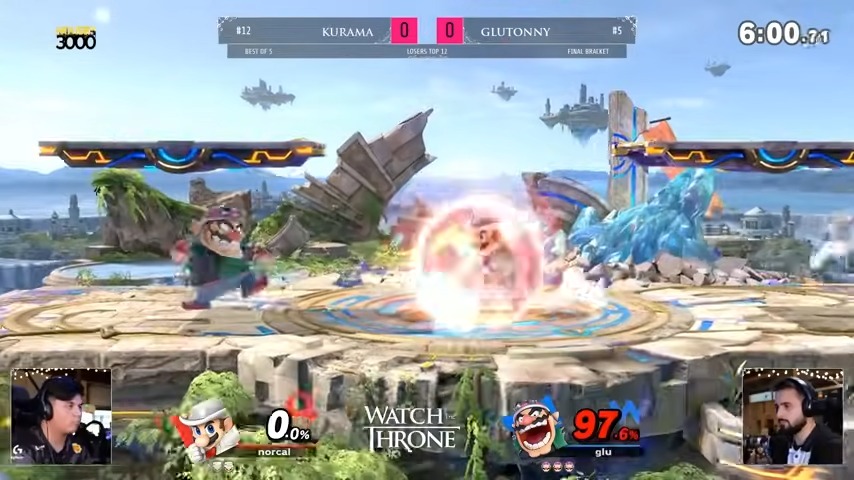 #12 KURAMA 0 0 GLUTONNY #5
BEST OF 5 LOSERS TOP 12 FINAL BRACKET
3000
6:00.71
0.0%
norcal
WATCH THE THRONE
97.6%
glu